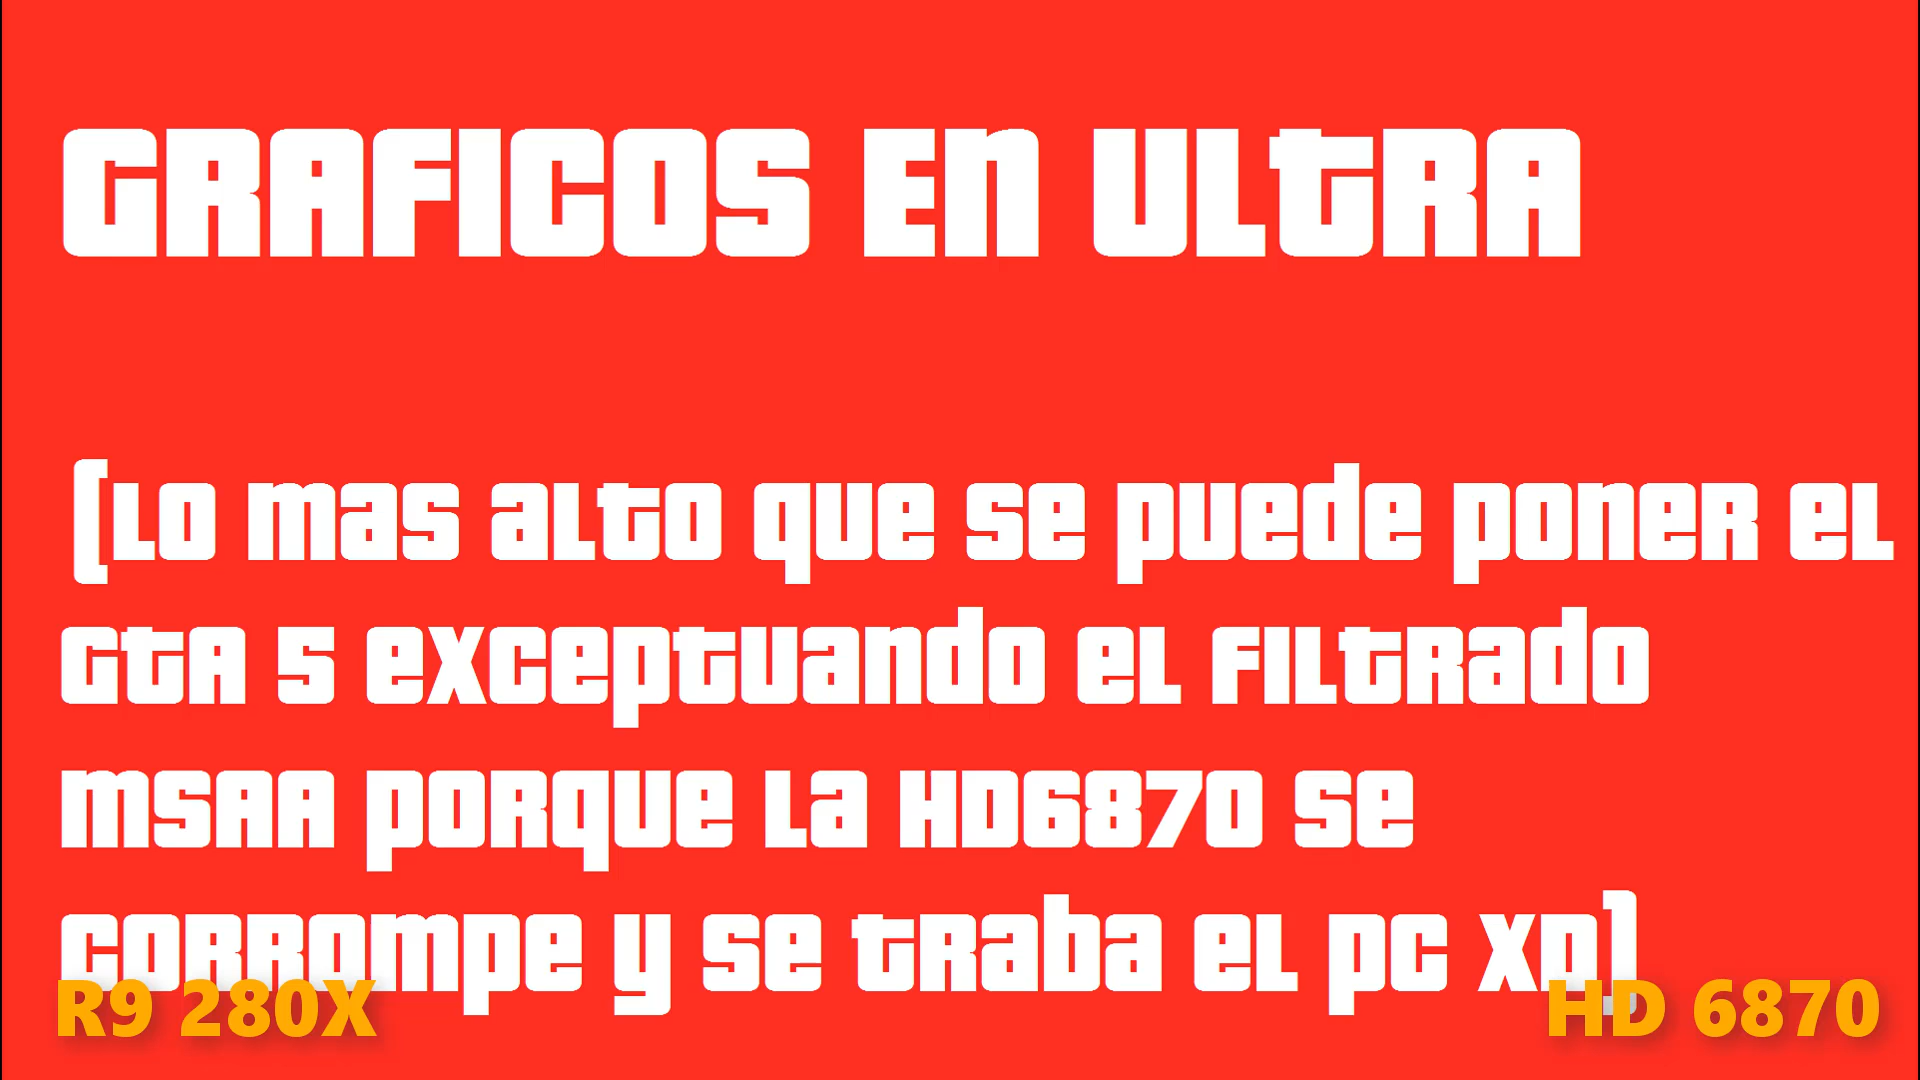 GRAFICOS EN ULTRA
(Lo mas alto que se puede poner el
GTA 5 exceptuando el filtrado
MSAA porque la HD6870 se
corrompe y se traba el pc XD)
R9 280X
HD 6870